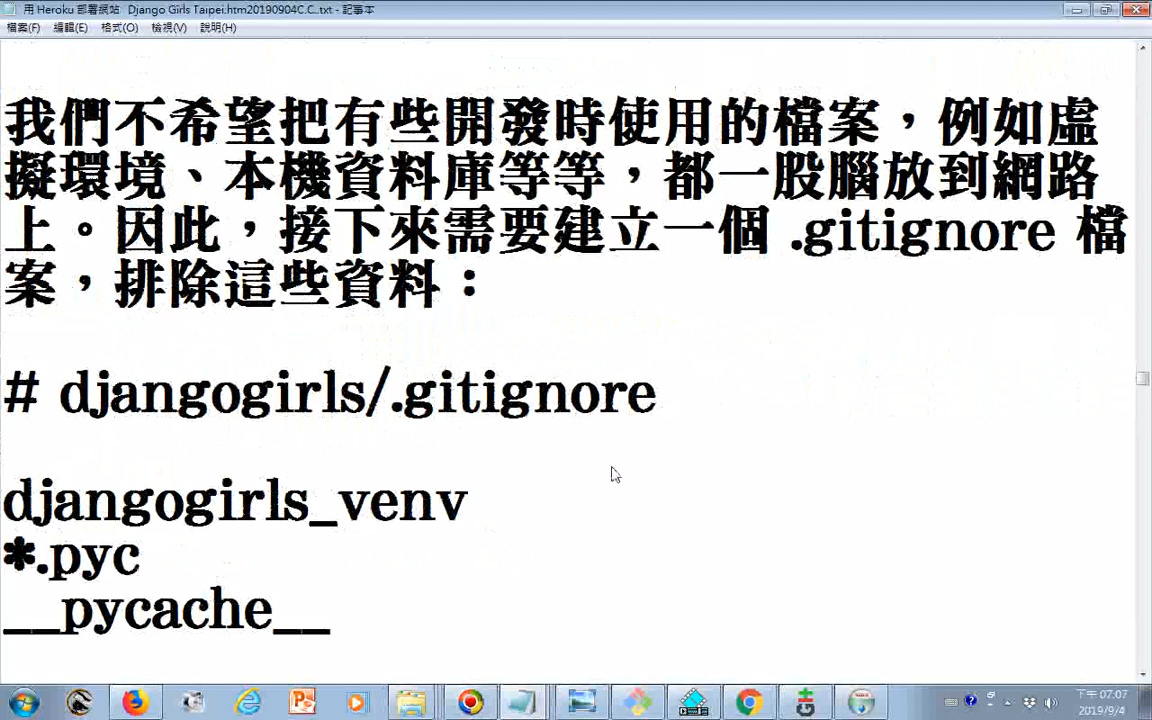 用 Heroku 部署網站   Django Girls Taipei.htm20190904C.C..txt - 記事本
檔案(F) 編輯(E) 格式(O) 檢視(V) 說明(H)
我們不希望把有些開發時使用的檔案，例如虛
擬環境、本機資料庫等等，都一股腦放到網路
上。因此，接下來需要建立一個 .gitignore 檔
案，排除這些資料：
# djangogirls/.gitignore
djangogirls_venv
*.pyc
__pycache__
下午 07:07
2019/9/4